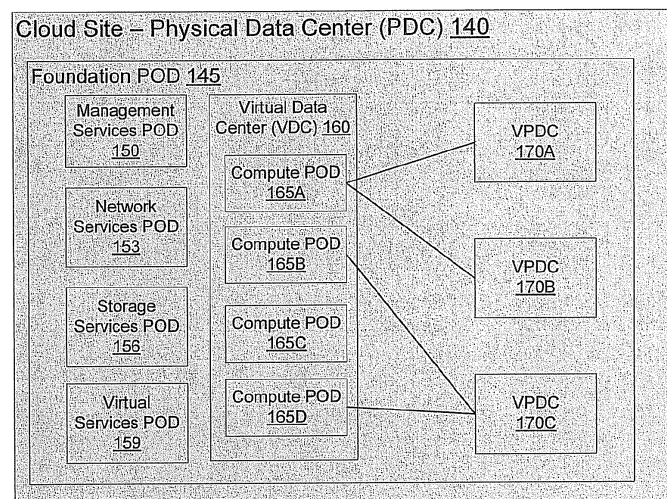 Cloud Site – Physical Data Center (PDC) 140
Foundation POD 145
Management
Services POD
150
Network
Services POD
153
Storage
Services POD
156
Virtual
Services POD
159
Virtual Data
Center (VDC) 160
Compute POD
165A
Compute POD
165B
Compute POD
165C
Compute POD
165D
VPDC
170A
VPDC
170B
VPDC
170C